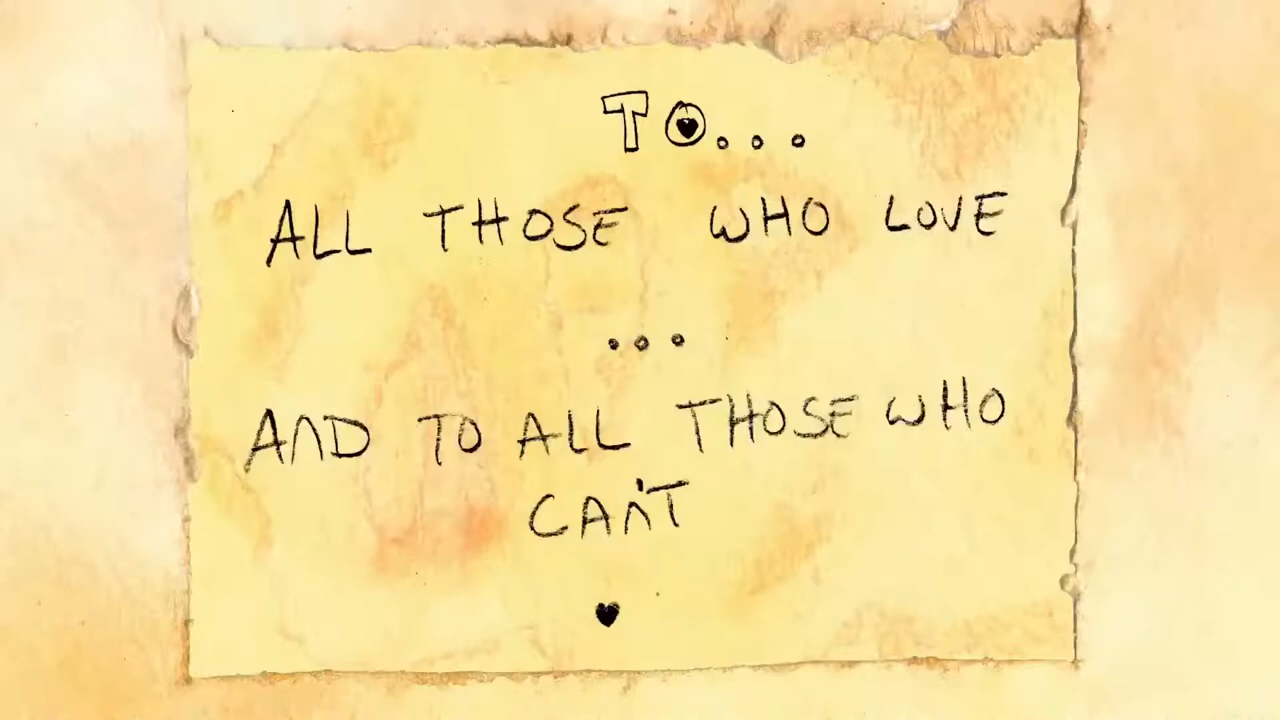 TO...
ALL THOSE WHO LOVE
...
AND TO ALL THOSE WHO
CAN'T